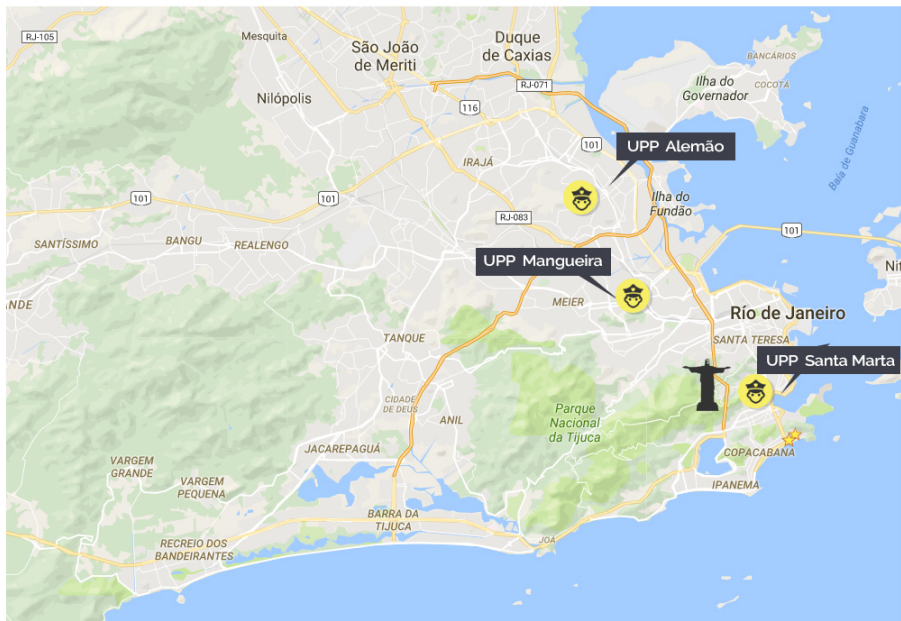 RJ-105
Mesquita
São João
de Meriti
Duque
de Caxias
BANCÁRIOS
COCOTÁ
Ilha do
Governador
Nilópolis
RJ-071
116
101
UPP Alemão
IRAJÁ
Baía de Guanabara
101
101
RJ-083
Ilha do
Fundão
101
SANTÍSSIMO
BANGU
REALENGO
UPP Mangueira
Nit
ANDE
MEIER
Río de Janeiro
TANQUE
SANTA TERESA
UPP Santa Marta
CIDADE
DE DEUS
ANIL
Parque
Nacional
da Tijuca
JACAREPAGUÁ
COPACABANA
VARGEM
GRANDE
VARGEM
PEQUENA
IPANEMA
BARRA DA
TIJUCA
JOÁ
RECREIO DOS
BANDEIRANTES